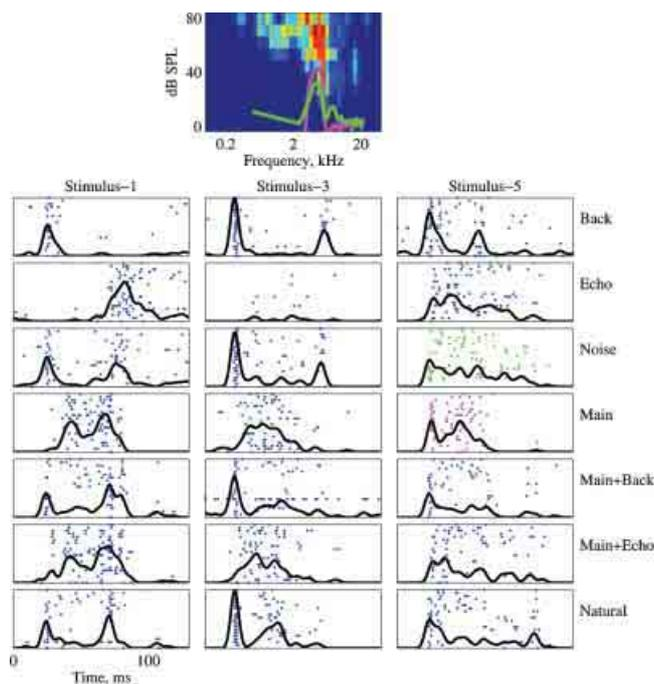 80
40
0
dB SPL
0.2 2 20
Frequency, kHz
Stimulus–1 Stimulus–3 Stimulus–5
Back
Echo
Noise
Main
Main+Back
Main+Echo
Natural
0 100
Time, ms